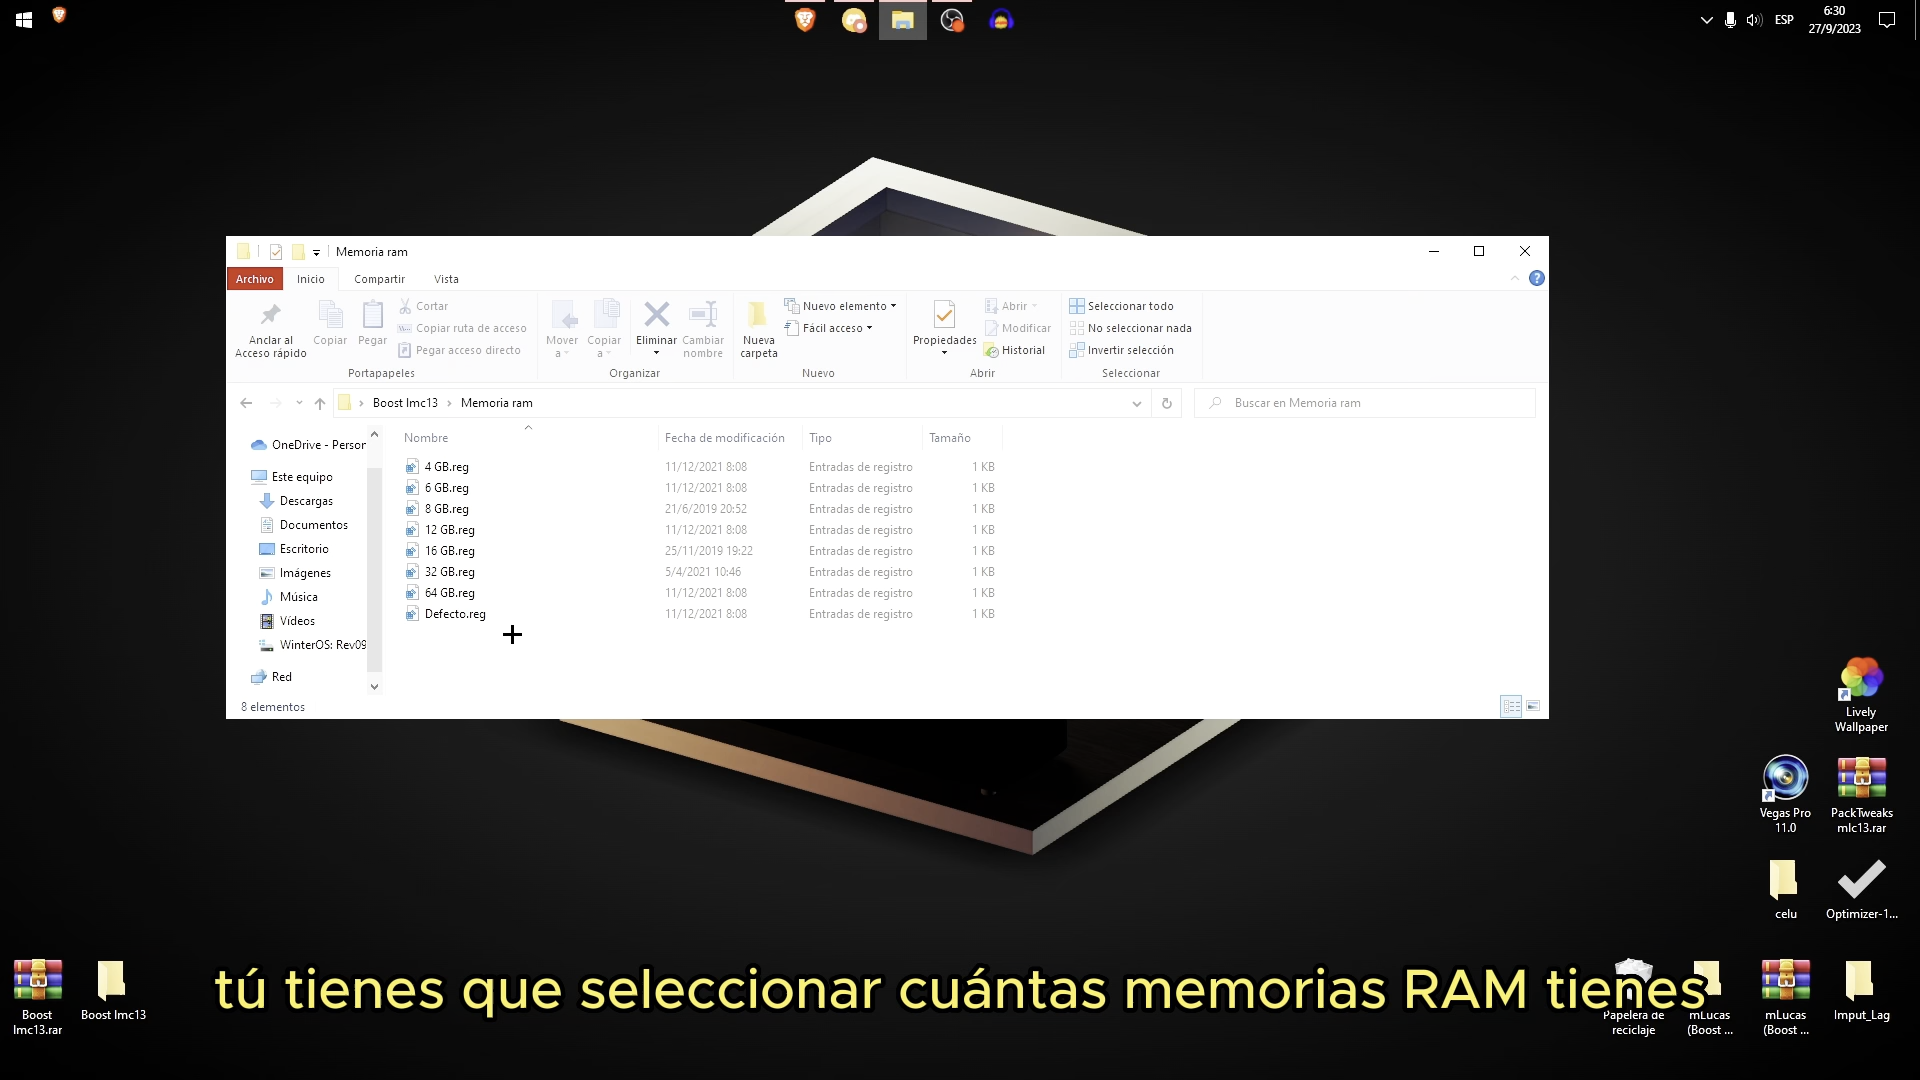 ESP
6:30
27/9/2023
Memoria ram
Archivo Inicio Compartir Vista
Anclar al Acceso rápido
Copiar
Pegar
Cortar
Copiar ruta de acceso
Pegar acceso directo
Portapapeles
Mover a
Copiar a
Eliminar
Cambiar nombre
Organizar
Nueva carpeta
Nuevo elemento
Fácil acceso
Nuevo
Propiedades
Abrir
Modificar
Historial
Abrir
Seleccionar todo
No seleccionar nada
Invertir selección
Seleccionar
Boost lmc13 › Memoria ram
Buscar en Memoria ram
OneDrive - Person
Este equipo
Descargas
Documentos
Escritorio
Imágenes
Música
Vídeos
WinterOS: Rev09
Red
Nombre Fecha de modificación Tipo Tamaño
4 GB.reg 11/12/2021 8:08 Entradas de registro 1 KB
6 GB.reg 11/12/2021 8:08 Entradas de registro 1 KB
8 GB.reg 21/6/2019 20:52 Entradas de registro 1 KB
12 GB.reg 11/12/2021 8:08 Entradas de registro 1 KB
16 GB.reg 25/11/2019 19:22 Entradas de registro 1 KB
32 GB.reg 5/4/2021 10:46 Entradas de registro 1 KB
64 GB.reg 11/12/2021 8:08 Entradas de registro 1 KB
Defecto.reg 11/12/2021 8:08 Entradas de registro 1 KB
8 elementos
Lively Wallpaper
Vegas Pro 11.0
PackTweaks mlc13.rar
celu
Optimizer-1...
Boost lmc13.rar
Boost lmc13
tú tienes que seleccionar cuántas memorias RAM tienes
Papelera de reciclaje
mLucas (Boost ...
mLucas (Boost ...
Imput_Lag